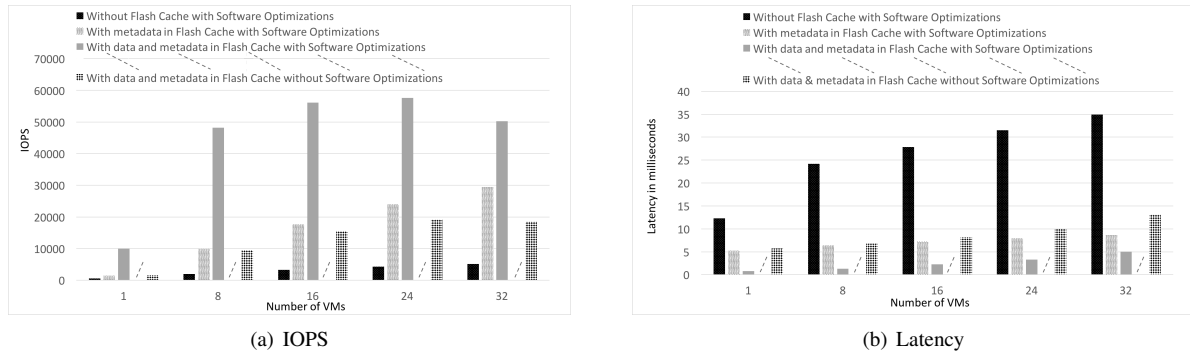 Without Flash Cache with Software Optimizations
With metadata in Flash Cache with Software Optimizations
With data and metadata in Flash Cache with Software Optimizations
With data and metadata in Flash Cache without Software Optimizations
70000
60000
50000
40000
30000
20000
10000
0
IOPS
1 8 16 24 32
Number of VMs
(a) IOPS
Without Flash Cache with Software Optimizations
With metadata in Flash Cache with Software Optimizations
With data and metadata in Flash Cache with Software Optimizations
With data & metadata in Flash Cache without Software Optimizations
40
35
30
25
20
15
10
5
0
Latency in milliseconds
1 8 16 24 32
Number of VMs
(b) Latency